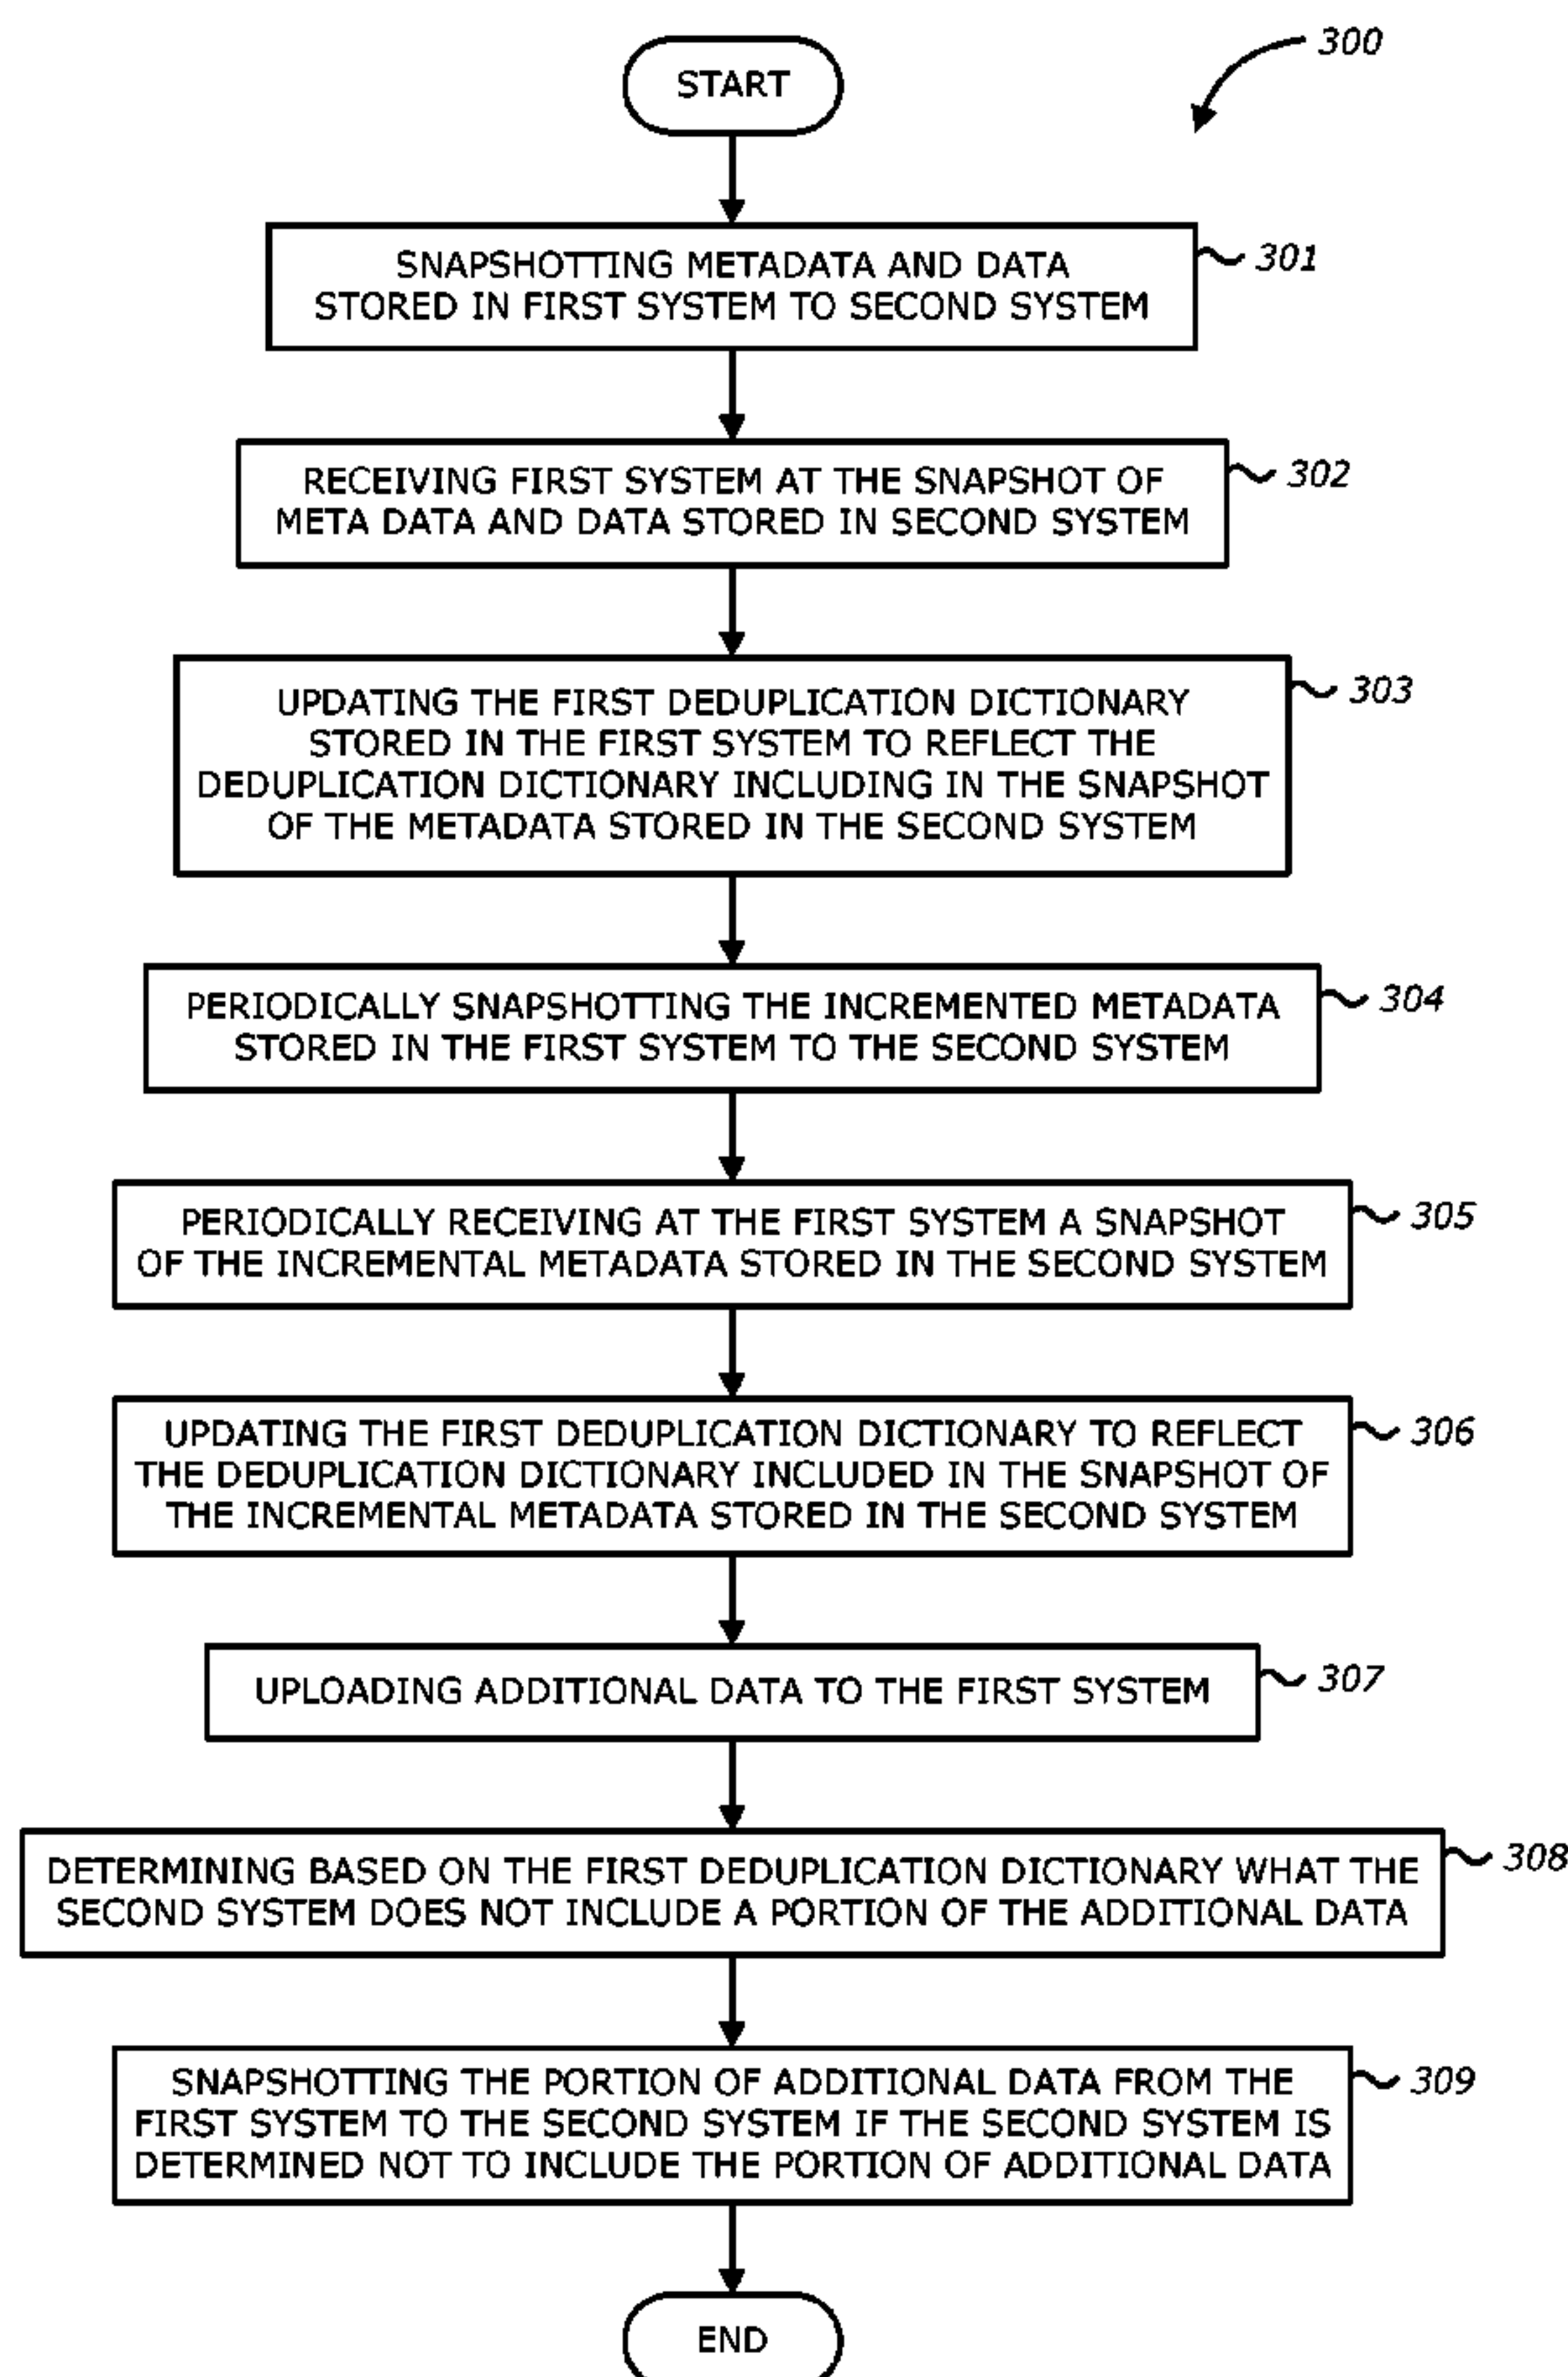 300
START
SNAPSHOTTING METADATA AND DATA
STORED IN FIRST SYSTEM TO SECOND SYSTEM
301
RECEIVING FIRST SYSTEM AT THE SNAPSHOT OF
META DATA AND DATA STORED IN SECOND SYSTEM
302
UPDATING THE FIRST DEDUPLICATION DICTIONARY
STORED IN THE FIRST SYSTEM TO REFLECT THE
DEDUPLICATION DICTIONARY INCLUDING IN THE SNAPSHOT
OF THE METADATA STORED IN THE SECOND SYSTEM
303
PERIODICALLY SNAPSHOTTING THE INCREMENTED METADATA
STORED IN THE FIRST SYSTEM TO THE SECOND SYSTEM
304
PERIODICALLY RECEIVING AT THE FIRST SYSTEM A SNAPSHOT
OF THE INCREMENTAL METADATA STORED IN THE SECOND SYSTEM
305
UPDATING THE FIRST DEDUPLICATION DICTIONARY TO REFLECT
THE DEDUPLICATION DICTIONARY INCLUDED IN THE SNAPSHOT OF
THE INCREMENTAL METADATA STORED IN THE SECOND SYSTEM
306
UPLOADING ADDITIONAL DATA TO THE FIRST SYSTEM
307
DETERMINING BASED ON THE FIRST DEDUPLICATION DICTIONARY WHAT THE
SECOND SYSTEM DOES NOT INCLUDE A PORTION OF THE ADDITIONAL DATA
308
SNAPSHOTTING THE PORTION OF ADDITIONAL DATA FROM THE
FIRST SYSTEM TO THE SECOND SYSTEM IF THE SECOND SYSTEM IS
DETERMINED NOT TO INCLUDE THE PORTION OF ADDITIONAL DATA
309
END